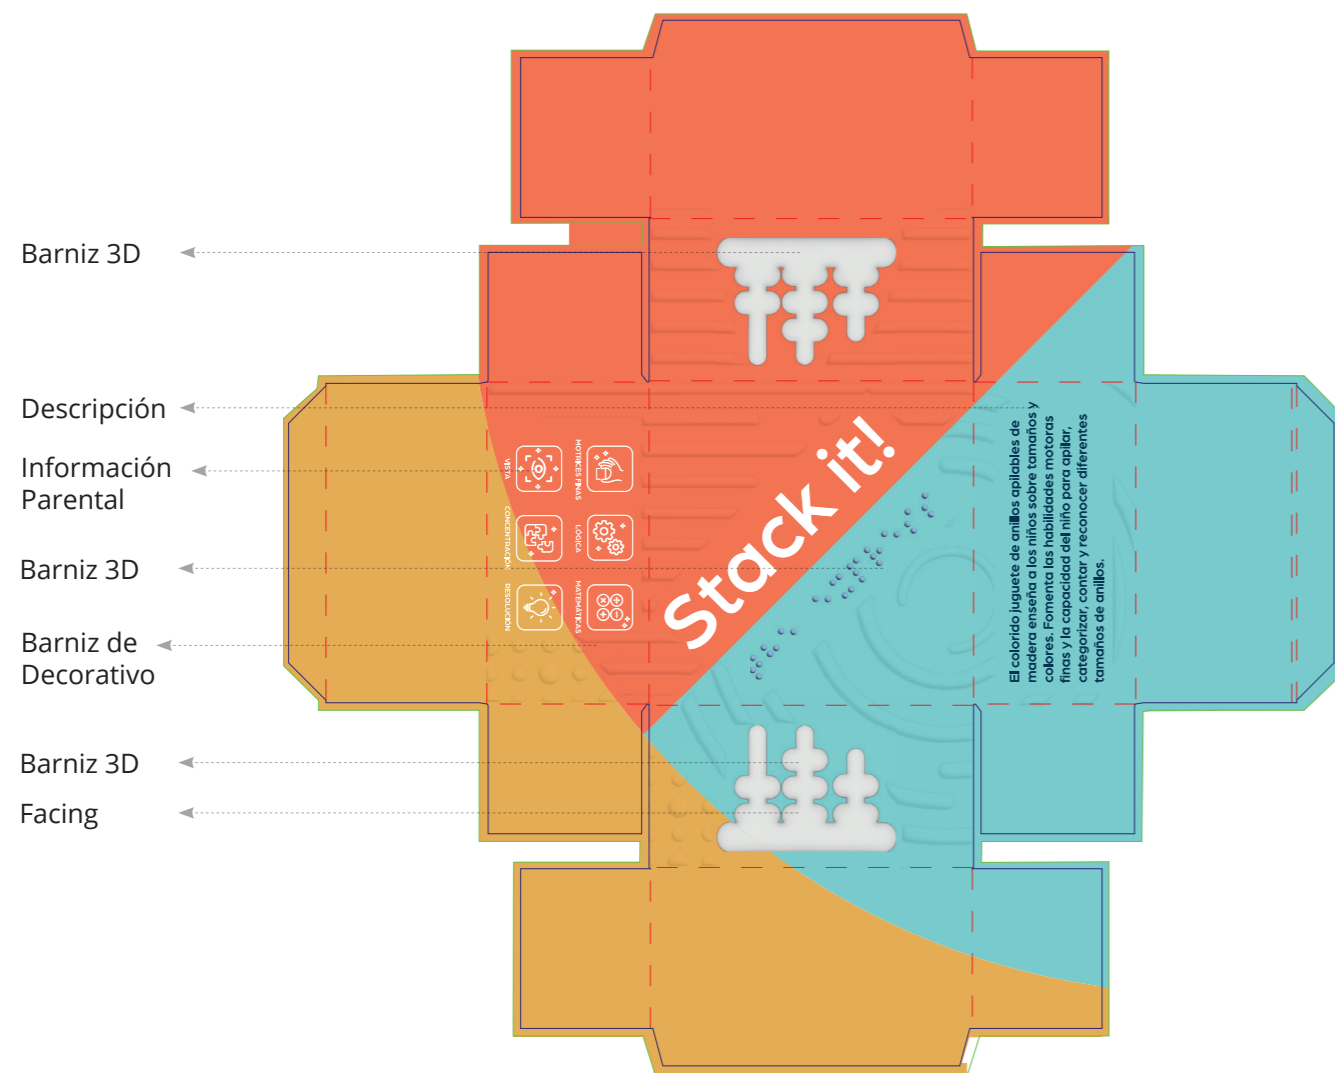 Barniz 3D
Descripción
Información
Parental
Barniz 3D
Barniz de
Decorativo
Barniz 3D
Facing
MOTRICES FINAS
LÓGICA
MATEMÁTICAS
VISTA
CONCENTRACIÓN
RESOLUCIÓN
Stack it!
El colorido juguete de anillos apilables de
madera enseña a los niños sobre tamaños y
colores. Fomenta las habilidades motoras
finas y la capacidad del niño para apilar,
categorizar, contar y reconocer diferentes
tamaños de anillos.